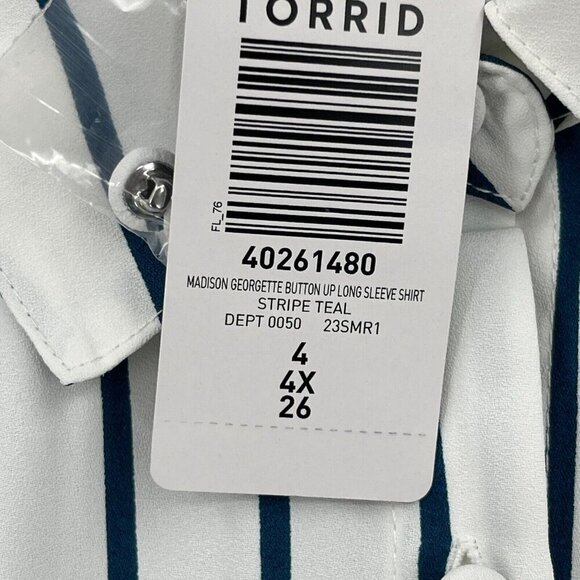 TORRID
FL_76
40261480
MADISON GEORGETTE BUTTON UP LONG SLEEVE SHIRT
STRIPE TEAL
DEPT 0050 23SMR1
4
4X
26